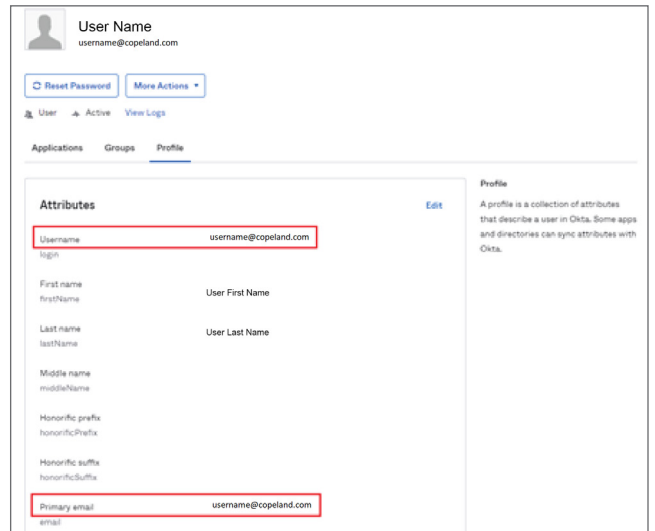 User Name
username@copeland.com
Reset Password More Actions
User Active View Logs
Applications Groups Profile
Attributes Edit
Username username@copeland.com
login
First name
firstName User First Name
Last name
lastName User Last Name
Middle name
middleName
Honorific prefix
honorificPrefix
Honorific suffix
honorificSuffix
Primary email username@copeland.com
email
Profile
A profile is a collection of attributes
that describe a user in Okta. Some apps
and directories can sync attributes with
Okta.